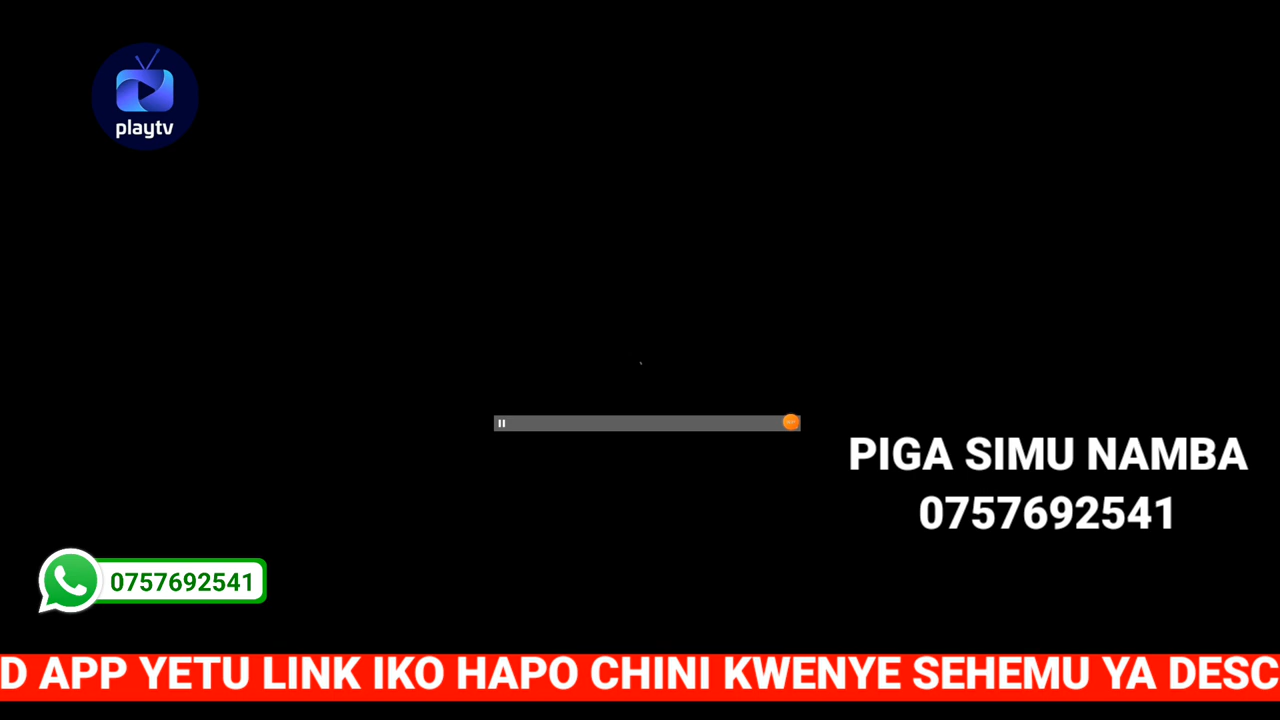 playtv
PIGA SIMU NAMBA
0757692541
0757692541
D APP YETU LINK IKO HAPO CHINI KWENYE SEHEMU YA DESC